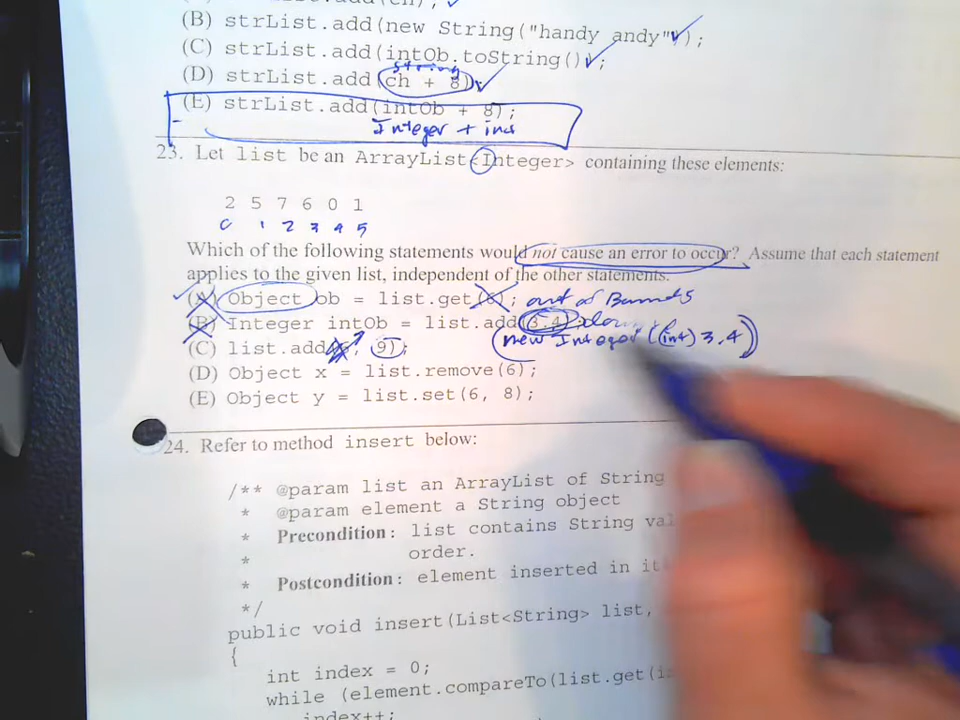 (B) strList.add(new String("handy andy"));
(C) strList.add(intOb.toString());
string
(D) strList.add(ch + 8);
(E) strList.add(intOb + 8);
Integer + int
23. Let list be an ArrayList<Integer> containing these elements:
2 5 7 6 0 1
0 1 2 3 4 5
Which of the following statements would not cause an error to occur? Assume that each statement
applies to the given list, independent of the other statements.
(A) Object ob = list.get(6); out of Bounds
(B) Integer intOb = list.add(3.4);
(new Integer((int) 3.4))
(C) list.add( , 9);
(D) Object x = list.remove(6);
(E) Object y = list.set(6, 8);
24. Refer to method insert below:
/** @param list an ArrayList of String
* @param element a String object
* Precondition: list contains String
* order.
* Postcondition: element inserted in
*/
public void insert(List<String> list,
{
int index = 0;
while (element.compareTo(list.get(
index++;